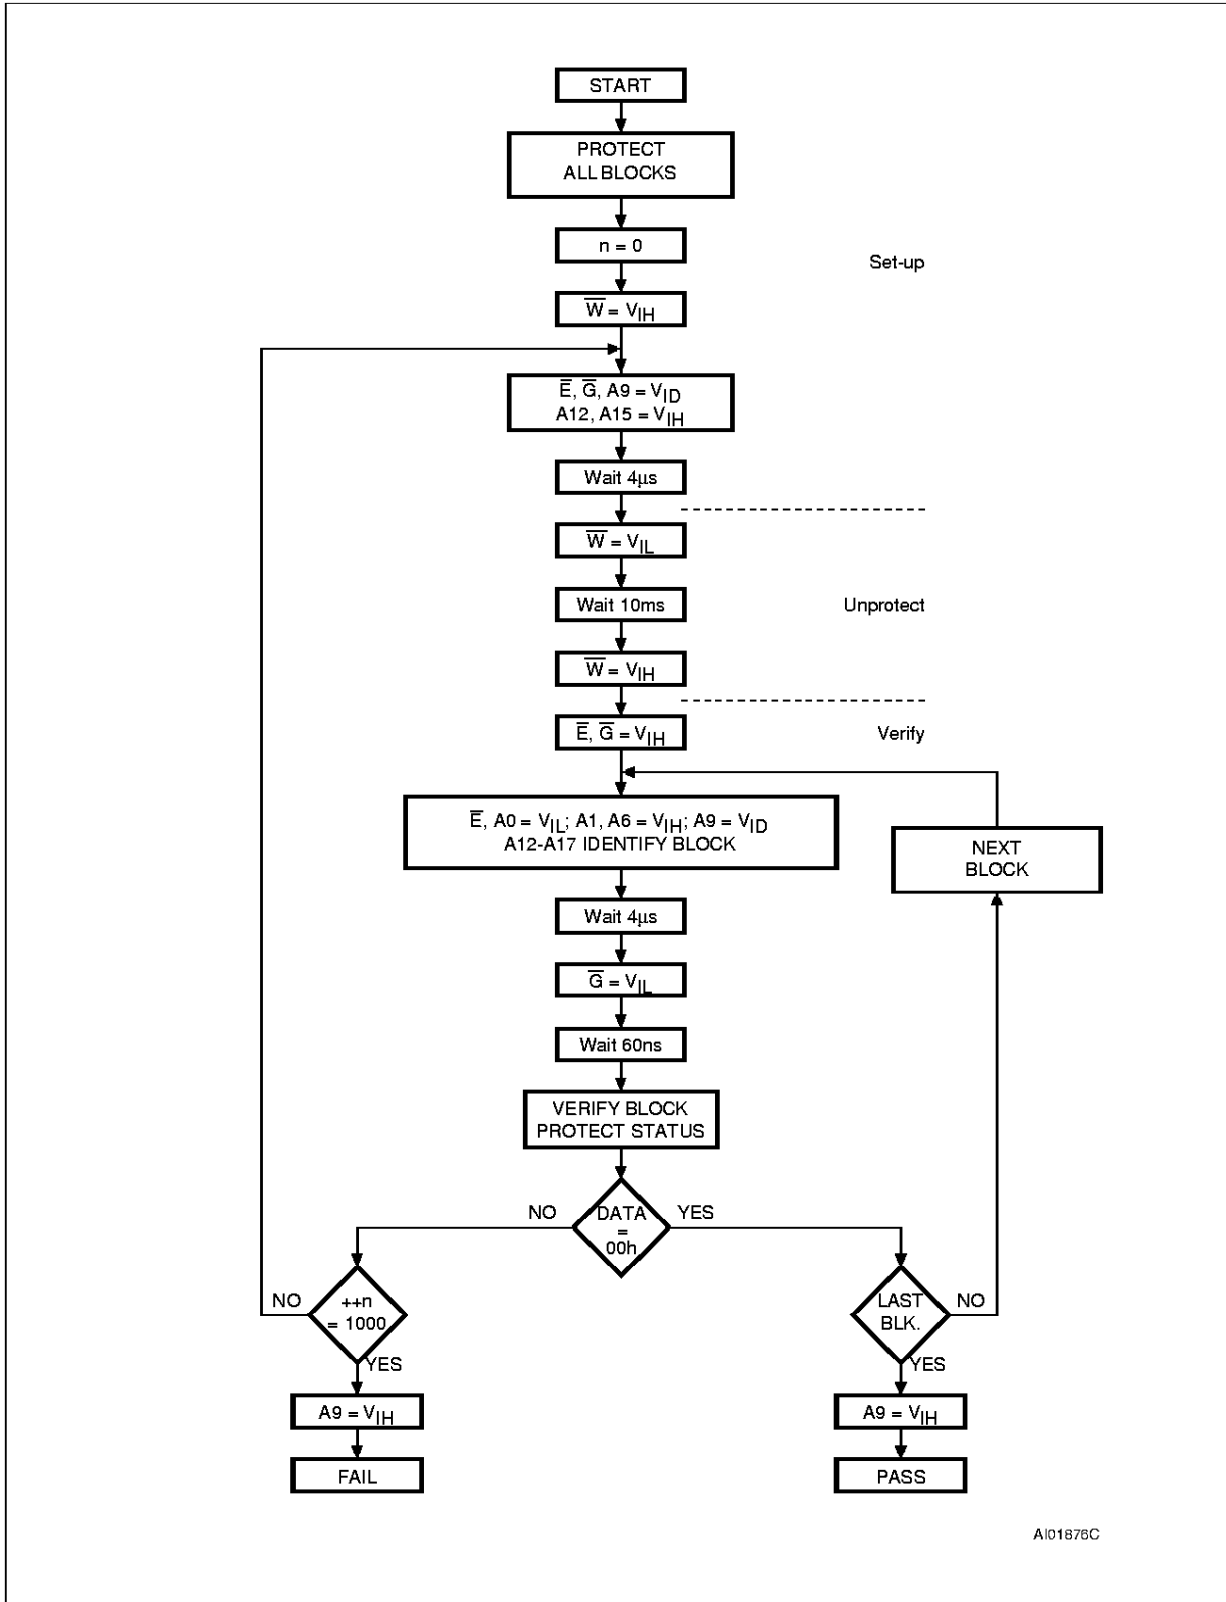 START
PROTECT
ALL BLOCKS
n = 0
Set-up
W̅ = VIH
E̅, G̅, A9 = VID
A12, A15 = VIH
Wait 4µs
W̅ = VIL
Wait 10ms
Unprotect
W̅ = VIH
E̅, G̅ = VIH
Verify
E̅, A0 = VIL; A1, A6 = VIH; A9 = VID
A12-A17 IDENTIFY BLOCK
NEXT
BLOCK
Wait 4µs
G̅ = VIL
Wait 60ns
VERIFY BLOCK
PROTECT STATUS
NO
DATA
=
00h
YES
NO
++n
= 1000
YES
LAST
BLK.
NO
YES
A9 = VIH
A9 = VIH
FAIL
PASS
AI01876C